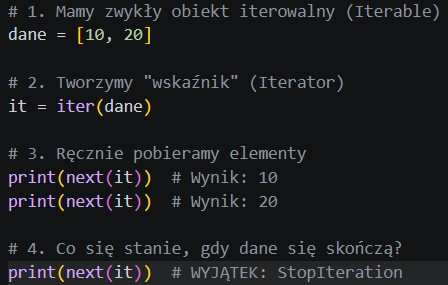 # 1. Mamy zwykły obiekt iterowalny (Iterable)
dane = [10, 20]
# 2. Tworzymy "wskaźnik" (Iterator)
it = iter(dane)
# 3. Ręcznie pobieramy elementy
print(next(it))  # Wynik: 10
print(next(it))  # Wynik: 20
# 4. Co się stanie, gdy dane się skończą?
print(next(it))  # WYJĄTEK: StopIteration